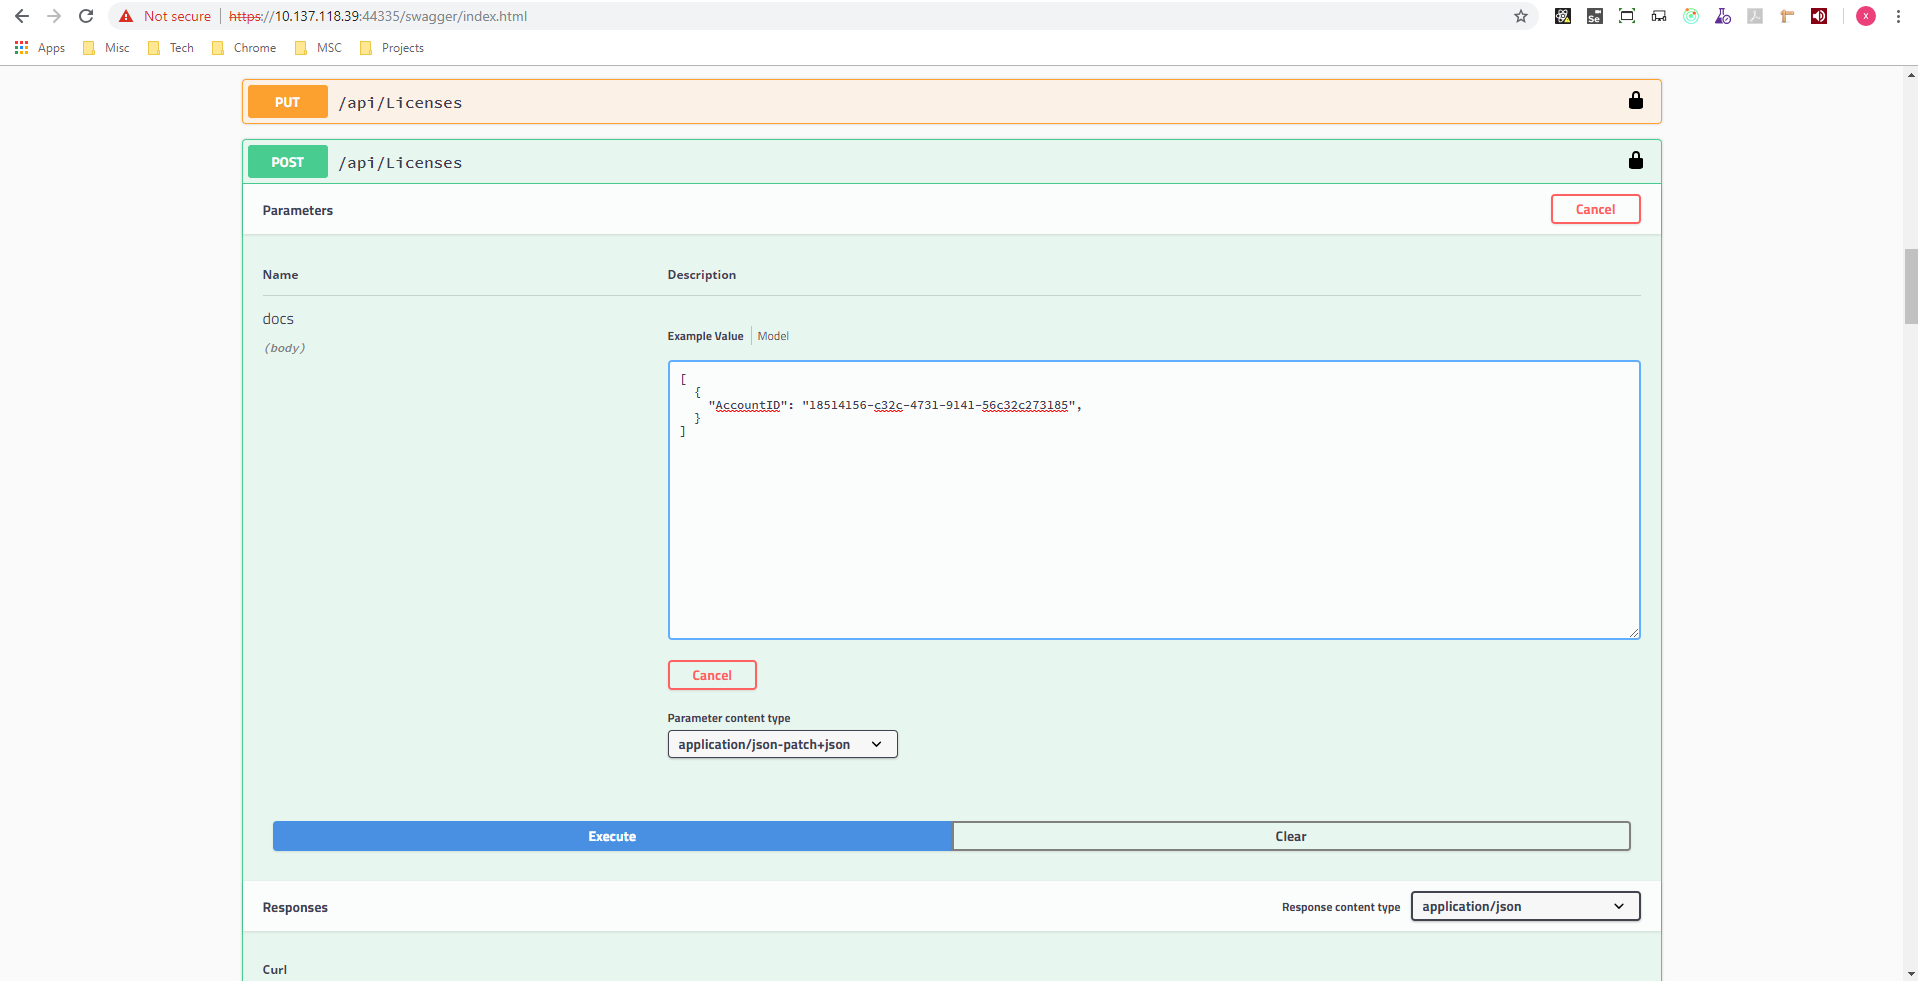 Not secure | https://10.137.118.39:44335/swagger/index.html
Se
x
Apps Misc Tech Chrome MSC Projects
PUT /api/Licenses
POST /api/Licenses
Parameters Cancel
Name Description
docs
(body)
Example Value | Model
[
{
"AccountID": "18514156-c32c-4731-9141-56c32c273185",
}
]
Cancel
Parameter content type
application/json-patch+json
Execute Clear
Responses Response content type application/json
Curl